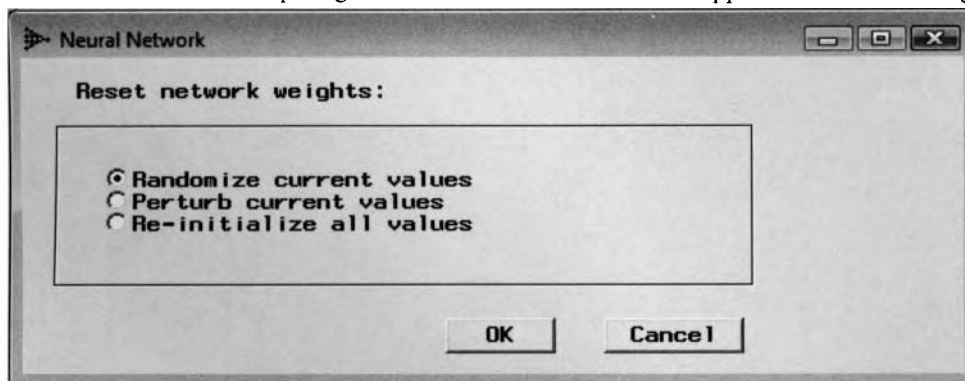 Neural Network
Reset network weights:
Randomize current values
Perturb current values
Re-initialize all values
OK
Cancel